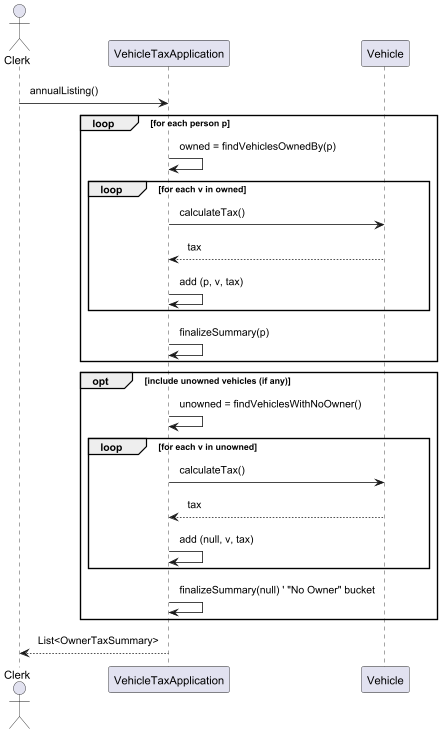 Clerk
VehicleTaxApplication
Vehicle
annualListing()
loop [for each person p]
owned = findVehiclesOwnedBy(p)
loop [for each v in owned]
calculateTax()
tax
add (p, v, tax)
finalizeSummary(p)
opt [include unowned vehicles (if any)]
unowned = findVehiclesWithNoOwner()
loop [for each v in unowned]
calculateTax()
tax
add (null, v, tax)
finalizeSummary(null) ' "No Owner" bucket
List<OwnerTaxSummary>
Clerk
VehicleTaxApplication
Vehicle